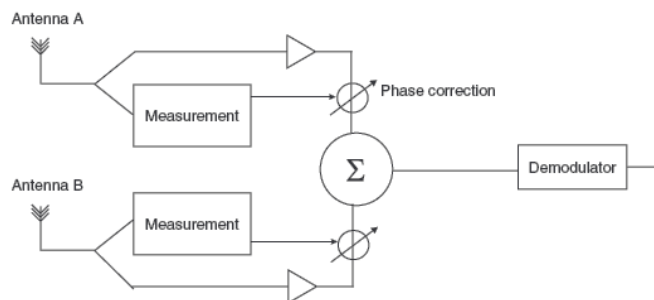 Antenna A
Measurement
Phase correction
Σ
Demodulator
Antenna B
Measurement